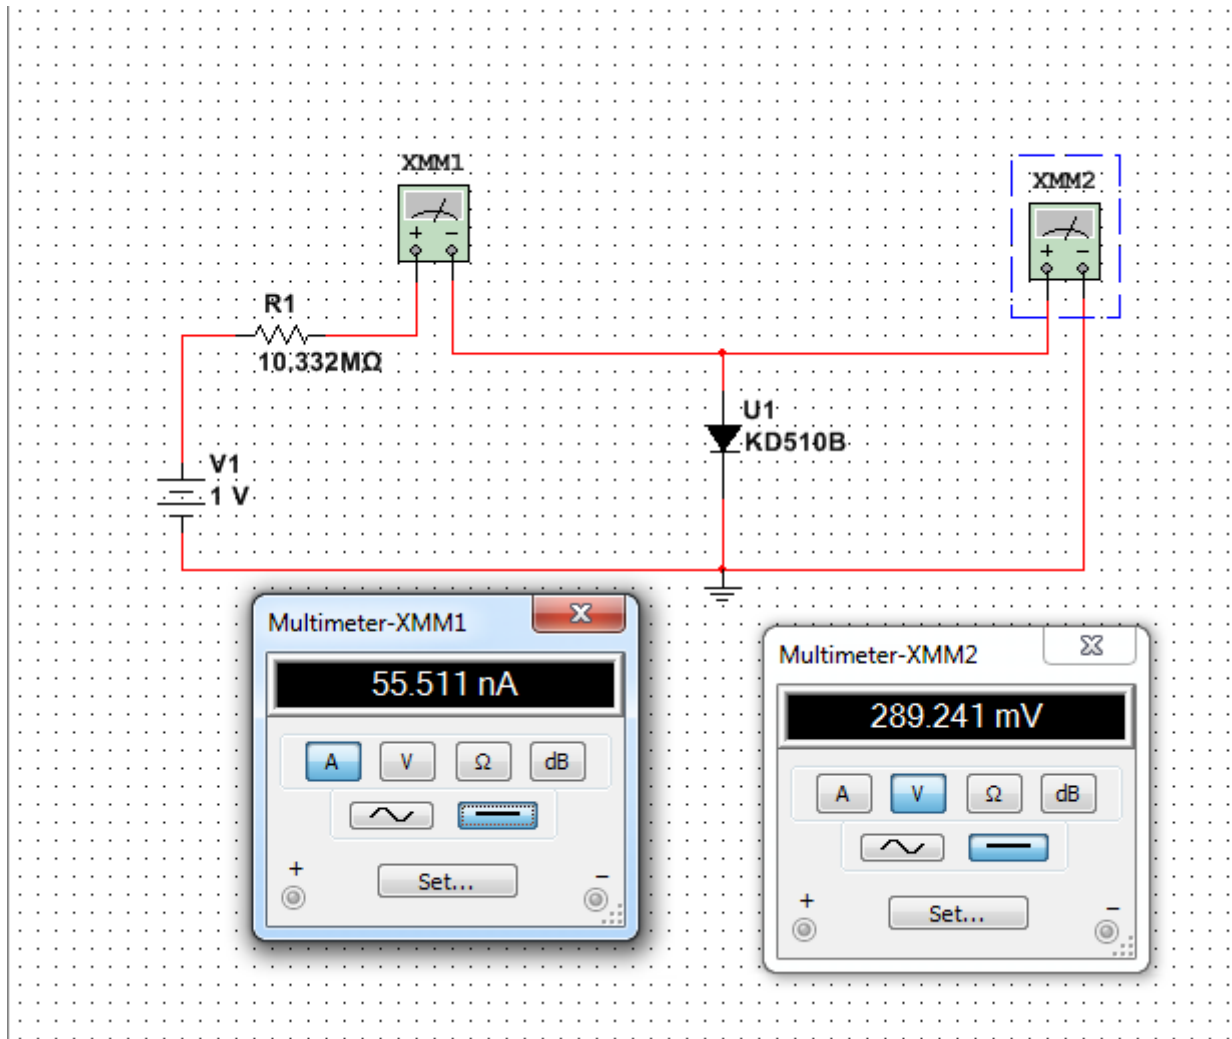 XMM1
+ −
XMM2
+ −
R1
10.332MΩ
U1
KD510B
V1
1 V
Multimeter-XMM1
55.511 nA
A V Ω dB
+ −
Set...
Multimeter-XMM2
289.241 mV
A V Ω dB
+ −
Set...